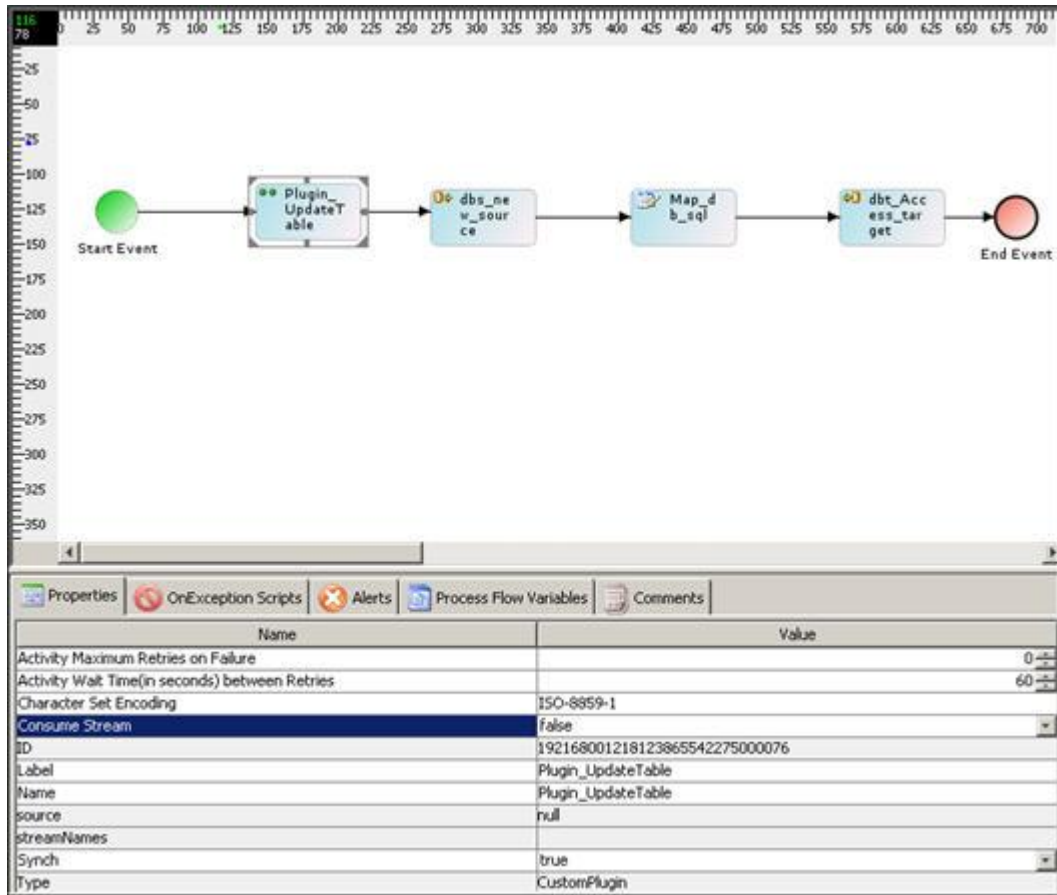 116
78
0 25 50 75 100 125 150 175 200 225 250 275 300 325 350 375 400 425 450 475 500 525 550 575 600 625 650 675 700
25
50
75
100
125
150
175
200
225
250
275
300
325
350
Start Event
Plugin_
UpdateT
able
dbs_ne
w_sour
ce
Map_d
b_sql
dbt_Acc
ess_tar
get
End Event
Properties OnException Scripts Alerts Process Flow Variables Comments
Name Value
Activity Maximum Retries on Failure 0
Activity Wait Time(in seconds) between Retries 60
Character Set Encoding ISO-8859-1
Consume Stream false
ID 192168001218123865542275000076
Label Plugin_UpdateTable
Name Plugin_UpdateTable
source null
streamNames
Synch true
Type CustomPlugin